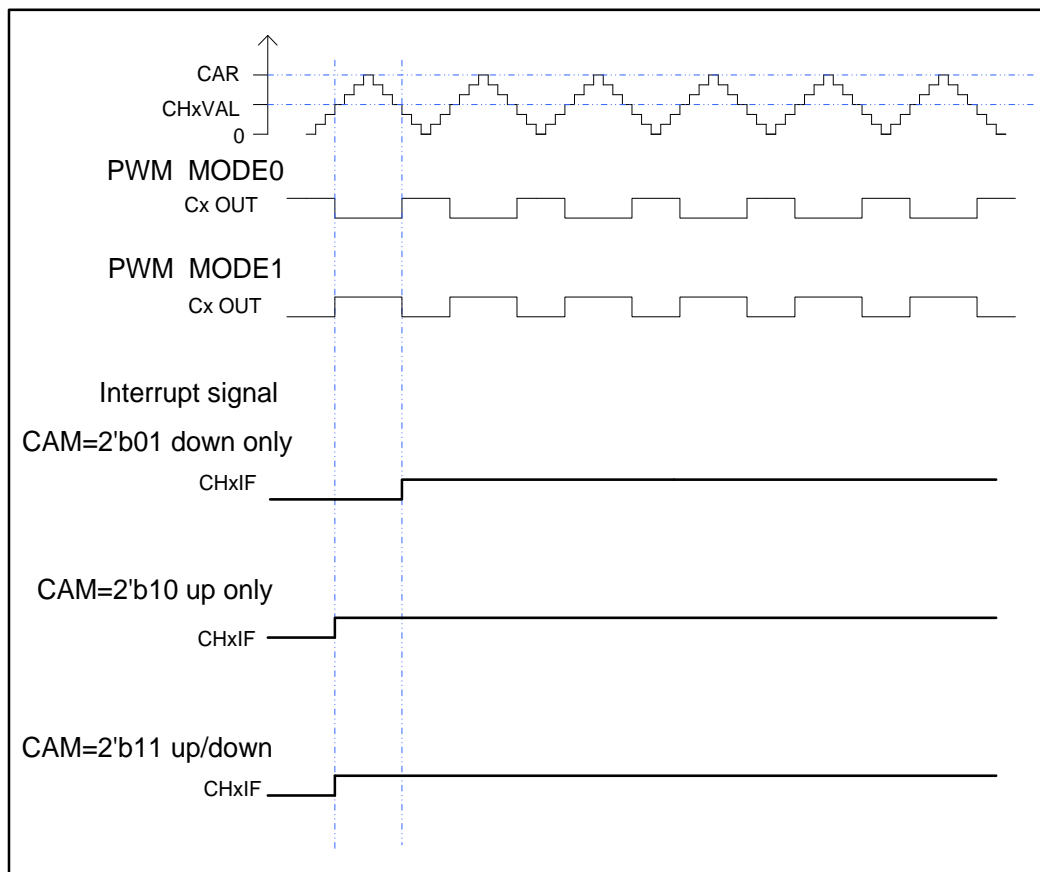 CAR
CHxVAL
0
PWM MODE0
Cx OUT
PWM MODE1
Cx OUT
Interrupt signal
CAM=2'b01 down only
CHxIF
CAM=2'b10 up only
CHxIF
CAM=2'b11 up/down
CHxIF